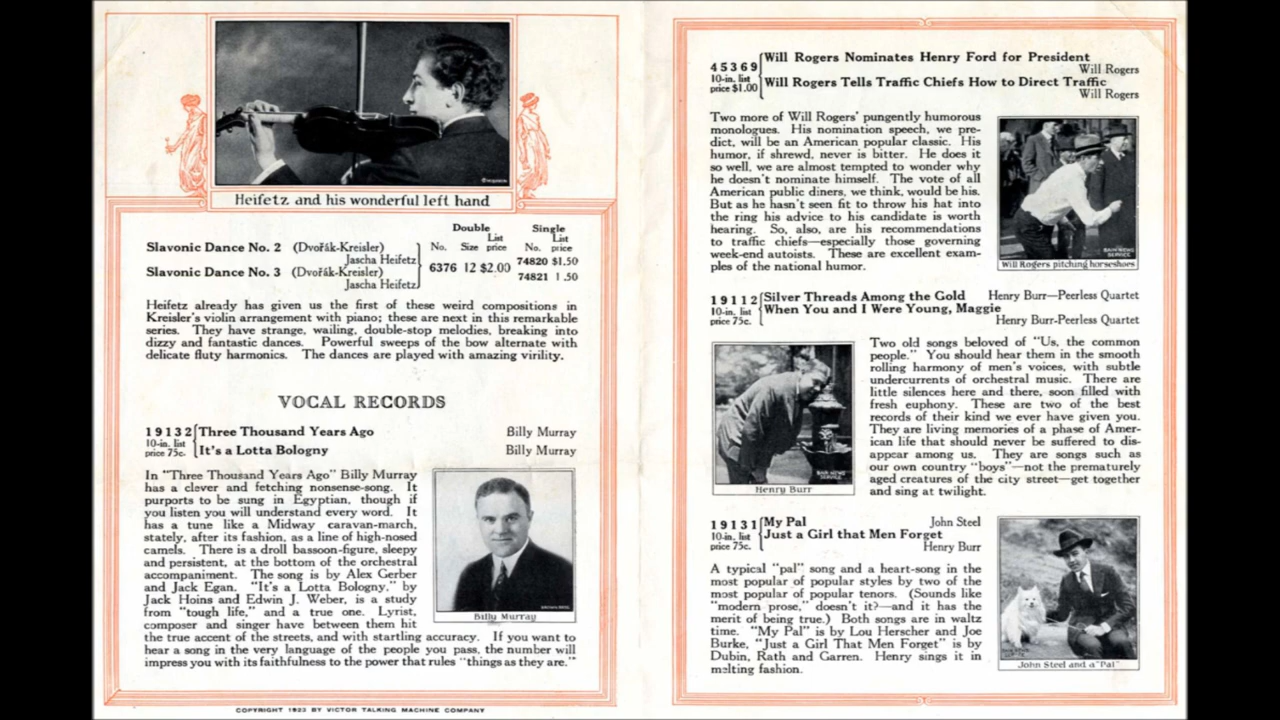 Heifetz and his wonderful left hand
Double Single
List List
No. Size price No. price
Slavonic Dance No. 2 (Dvořák-Kreisler)
Jascha Heifetz
Slavonic Dance No. 3 (Dvořák-Kreisler)
Jascha Heifetz
6376 12 $2.00
74820 $1.50
74821 1.50
Heifetz already has given us the first of these weird compositions in
Kreisler's violin arrangement with piano; these are next in this remarkable
series. They have strange, wailing, double-stop melodies, breaking into
dizzy and fantastic dances. Powerful sweeps of the bow alternate with
delicate fluty harmonics. The dances are played with amazing virility.
VOCAL RECORDS
19132 Three Thousand Years Ago Billy Murray
10-in. list
price 75c. It's a Lotta Bologny Billy Murray
In "Three Thousand Years Ago" Billy Murray
has a clever and fetching nonsense-song. It
purports to be sung in Egyptian, though if
you listen you will understand every word. It
has a tune like a Midway caravan-march,
stately, after its fashion, as a line of high-nosed
camels. There is a droll bassoon-figure, sleepy
and persistent, at the bottom of the orchestral
accompaniment. The song is by Alex Gerber
and Jack Egan. "It's a Lotta Bologny," by
Jack Hoins and Edwin J. Weber, is a study
from "tough life," and a true one. Lyrist,
composer and singer have between them hit
the true accent of the streets, and with startling accuracy. If you want to
hear a song in the very language of the people you pass, the number will
impress you with its faithfulness to the power that rules "things as they are."
Billy Murray
COPYRIGHT 1923 BY VICTOR TALKING MACHINE COMPANY
45369 Will Rogers Nominates Henry Ford for President
Will Rogers
10-in. list
price $1.00 Will Rogers Tells Traffic Chiefs How to Direct Traffic
Will Rogers
Two more of Will Rogers' pungently humorous
monologues. His nomination speech, we pre-
dict, will be an American popular classic. His
humor, if shrewd, never is bitter. He does it
so well, we are almost tempted to wonder why
he doesn't nominate himself. The vote of all
American public diners, we think, would be his.
But as he hasn't seen fit to throw his hat into
the ring his advice to his candidate is worth
hearing. So, also, are his recommendations
to traffic chiefs—especially those governing
week-end autoists. These are excellent exam-
ples of the national humor.
BAIN NEWS
SERVICE
Will Rogers pitching horseshoes
19112 Silver Threads Among the Gold Henry Burr—Peerless Quartet
10-in. list
price 75c. When You and I Were Young, Maggie
Henry Burr-Peerless Quartet
Two old songs beloved of "Us, the common
people." You should hear them in the smooth
rolling harmony of men's voices, with subtle
undercurrents of orchestral music. There are
little silences here and there, soon filled with
fresh euphony. These are two of the best
records of their kind we ever have given you.
They are living memories of a phase of Amer-
ican life that should never be suffered to dis-
appear among us. They are songs such as
our own country "boys"—not the prematurely
aged creatures of the city street—get together
and sing at twilight.
BAIN NEWS
SERVICE
Henry Burr
19131 My Pal John Steel
10-in. list
price 75c. Just a Girl that Men Forget
Henry Burr
A typical "pal" song and a heart-song in the
most popular of popular styles by two of the
most popular of popular tenors. (Sounds like
"modern prose," doesn't it?—and it has the
merit of being true.) Both songs are in waltz
time. "My Pal" is by Lou Herscher and Joe
Burke, "Just a Girl That Men Forget" is by
Dubin, Rath and Garren. Henry sings it in
melting fashion.
John Steel and a "Pal"